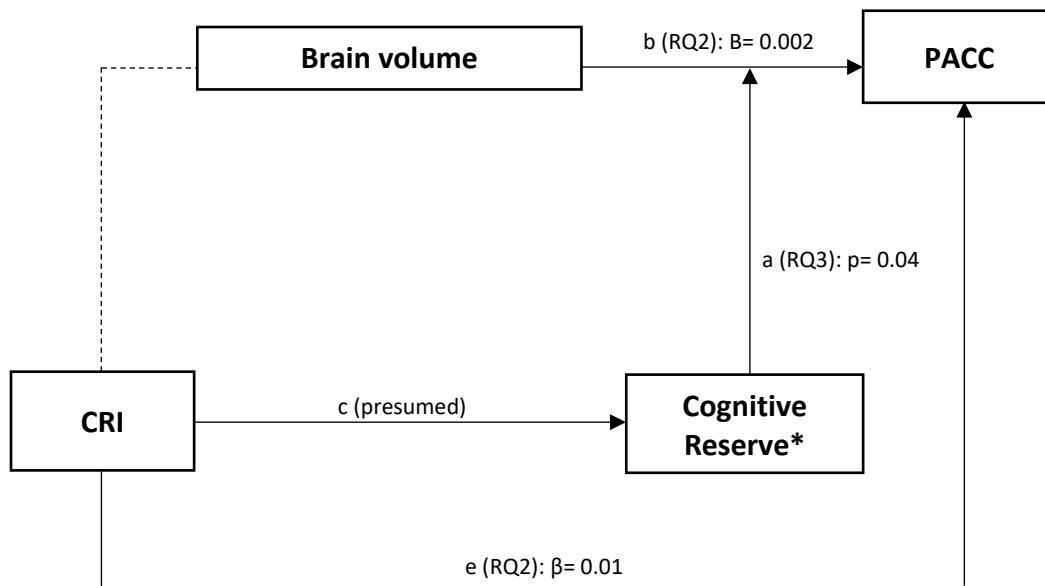 b (RQ2): B= 0.002
Brain volume
PACC
a (RQ3): p= 0.04
CRI
c (presumed)
Cognitive
Reserve*
e (RQ2): β= 0.01